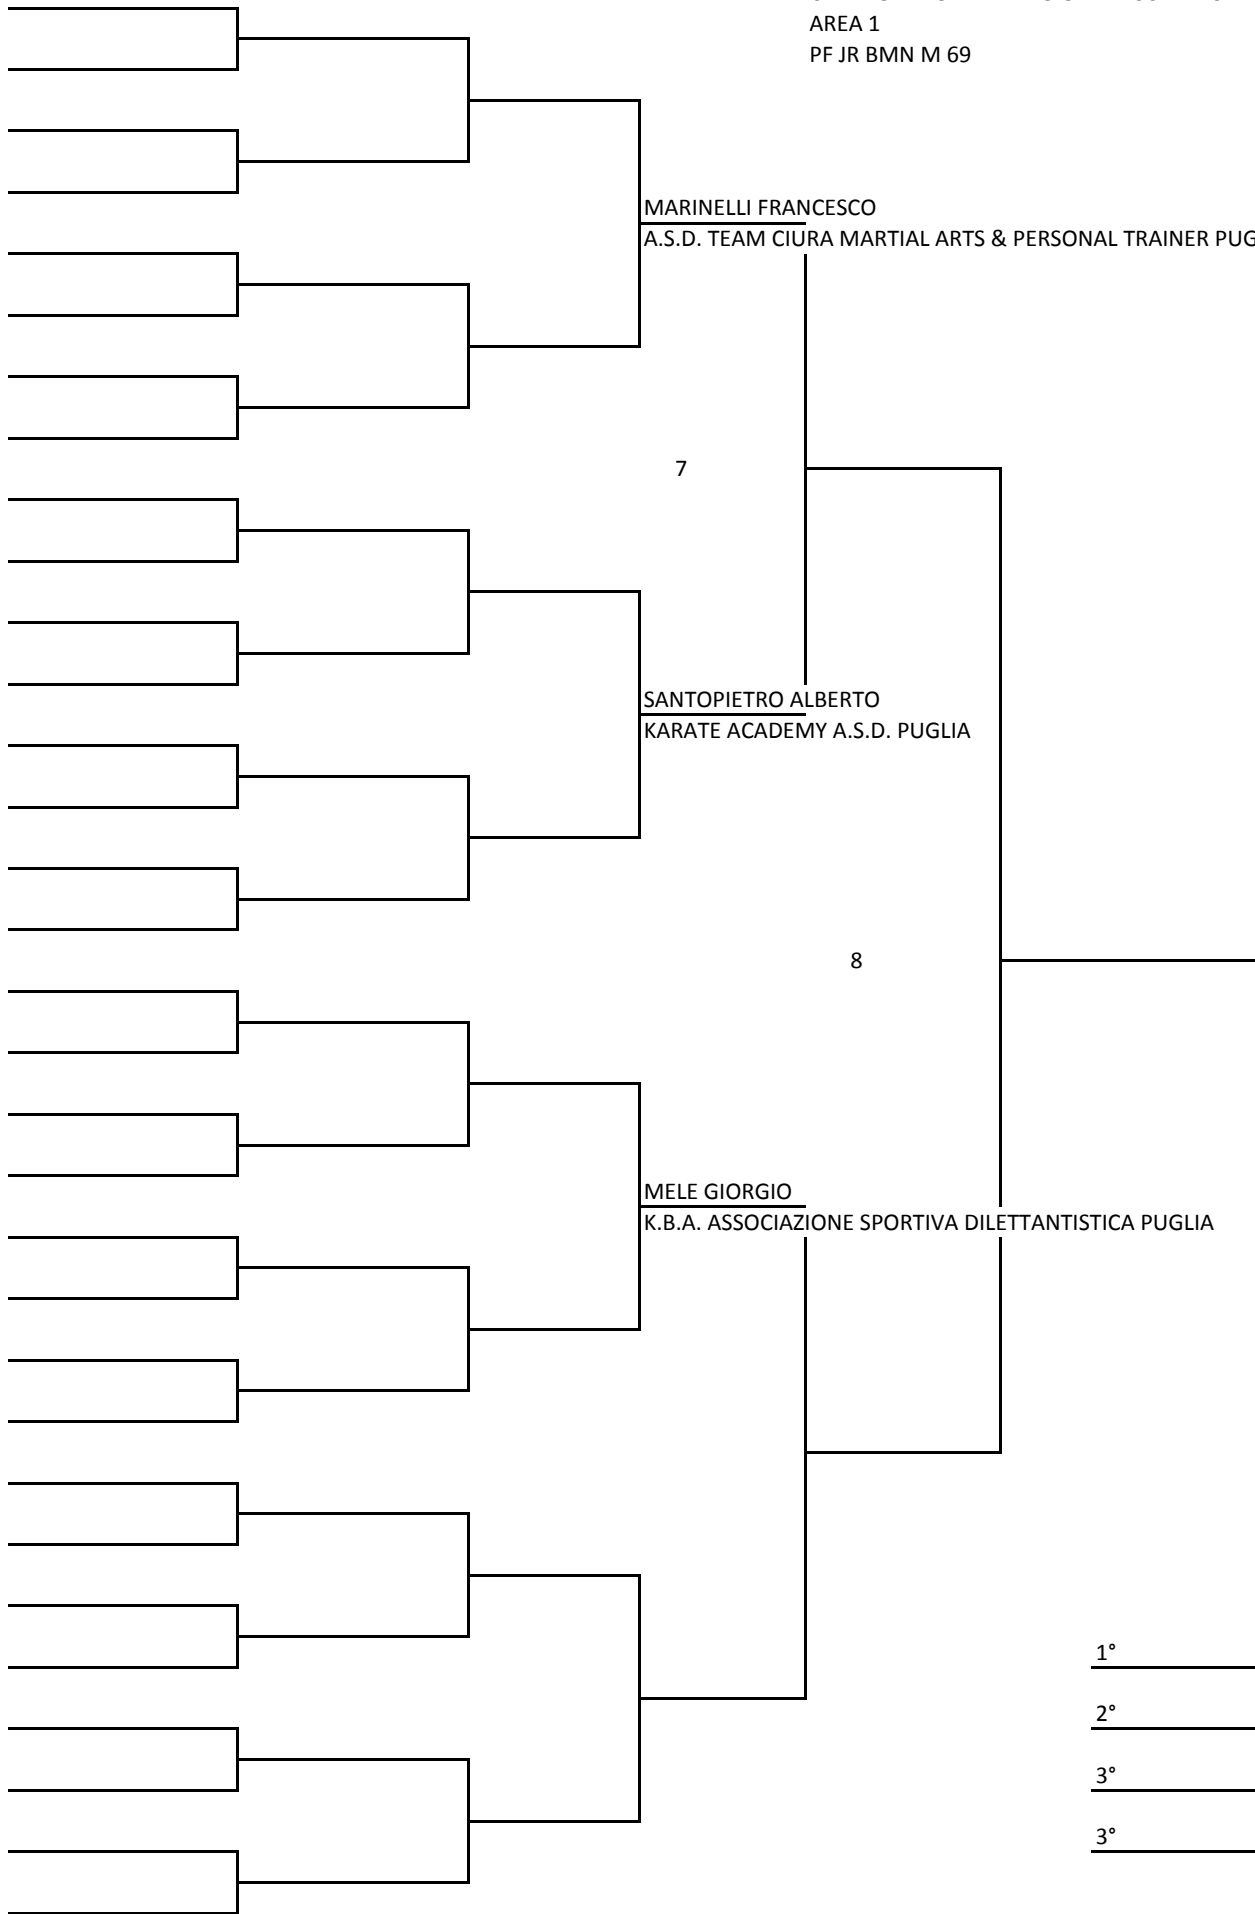 AREA 1
PF JR BMN M 69
MARINELLI FRANCESCO
A.S.D. TEAM CIURA MARTIAL ARTS & PERSONAL TRAINER PUG
7
SANTOPIETRO ALBERTO
KARATE ACADEMY A.S.D. PUGLIA
8
MELE GIORGIO
K.B.A. ASSOCIAZIONE SPORTIVA DILETTANTISTICA PUGLIA
1°
2°
3°
3°